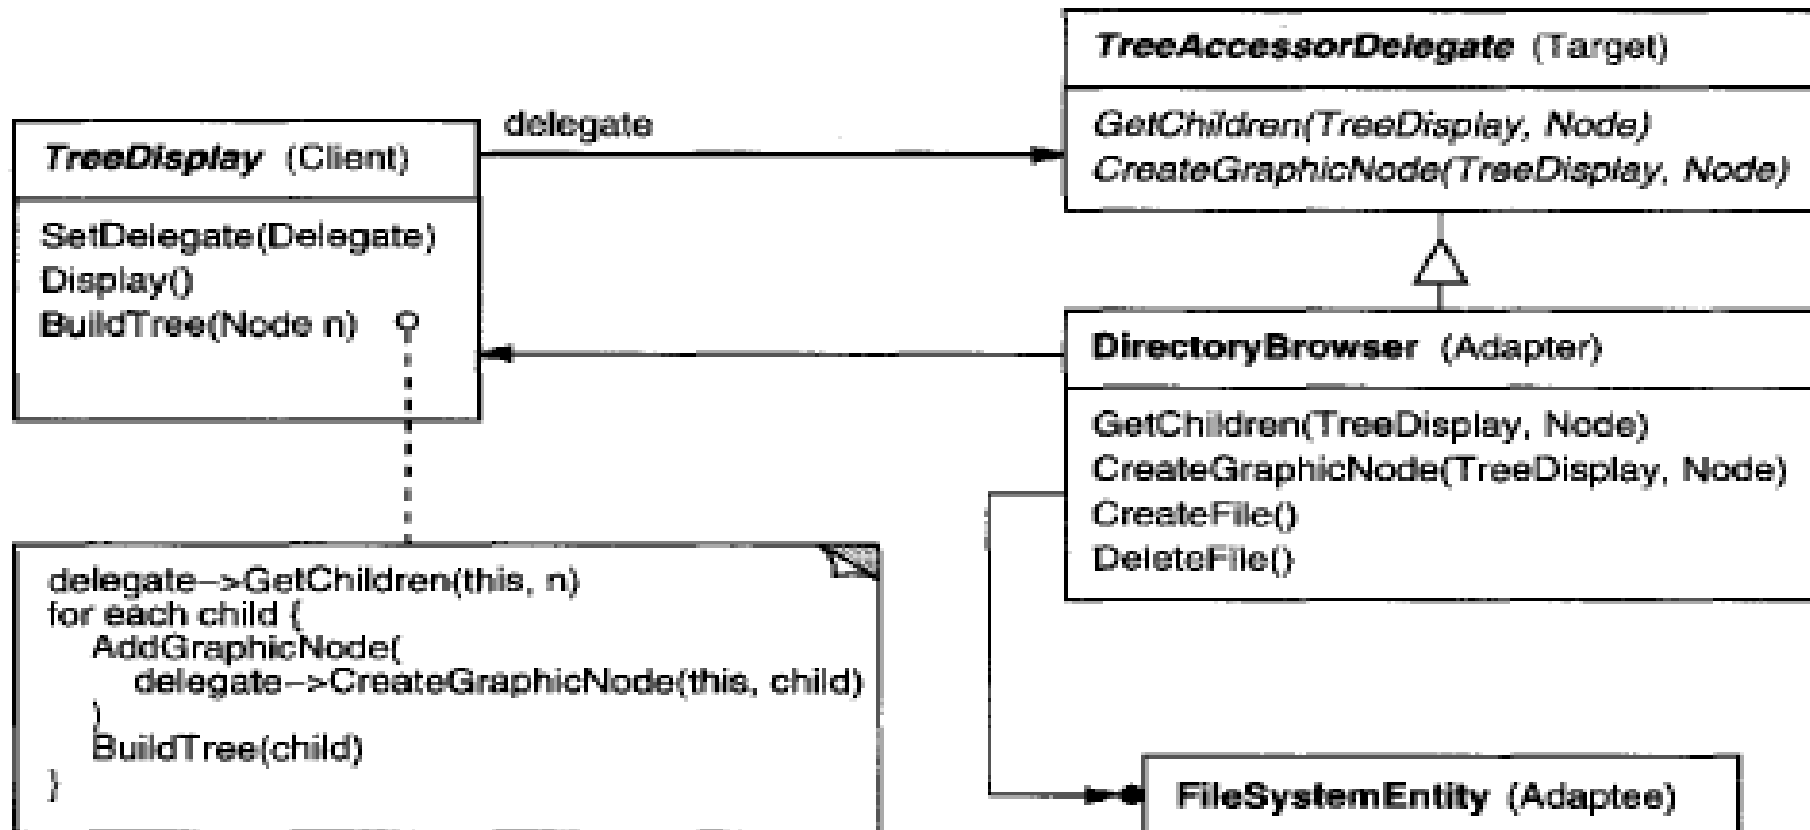 TreeAccessorDelegate (Target)
GetChildren(TreeDisplay, Node)
CreateGraphicNode(TreeDisplay, Node)
delegate
TreeDisplay (Client)
SetDelegate(Delegate)
Display()
BuildTree(Node n)
DirectoryBrowser (Adapter)
GetChildren(TreeDisplay, Node)
CreateGraphicNode(TreeDisplay, Node)
CreateFile()
DeleteFile()
delegate–>GetChildren(this, n)
for each child {
AddGraphicNode(
delegate–>CreateGraphicNode(this, child)
)
BuildTree(child)
}
FileSystemEntity (Adaptee)